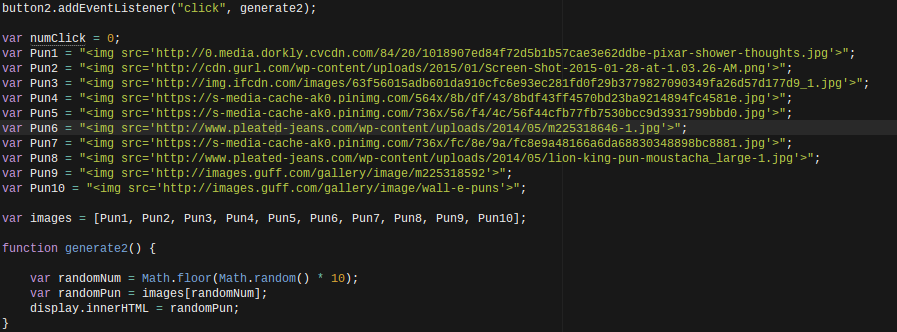 button2.addEventListener("click", generate2);
var numClick = 0;
var Pun1 = "<img src='http://0.media.dorkly.cvcdn.com/84/20/1018907ed84f72d5b1b57cae3e62ddbe-pixar-shower-thoughts.jpg'>";
var Pun2 = "<img src='http://cdn.gurl.com/wp-content/uploads/2015/01/Screen-Shot-2015-01-28-at-1.03.26-AM.png'>";
var Pun3 = "<img src='http://img.ifcdn.com/images/63f56015adb601da910cfc6e93ec281fd0f29b3779827090349fa26d57d177d9_1.jpg'>";
var Pun4 = "<img src='https://s-media-cache-ak0.pinimg.com/564x/8b/df/43/8bdf43ff4570bd23ba9214894fc4581e.jpg'>";
var Pun5 = "<img src='https://s-media-cache-ak0.pinimg.com/736x/56/f4/4c/56f44cfb77fb7530bcc9d3931799bbd0.jpg'>";
var Pun6 = "<img src='http://www.pleated-jeans.com/wp-content/uploads/2014/05/m225318646-1.jpg'>";
var Pun7 = "<img src='https://s-media-cache-ak0.pinimg.com/736x/fc/8e/9a/fc8e9a48166a6da68830348898bc8881.jpg'>";
var Pun8 = "<img src='http://www.pleated-jeans.com/wp-content/uploads/2014/05/lion-king-pun-moustacha_large-1.jpg'>";
var Pun9 = "<img src='http://images.guff.com/gallery/image/m225318592'>";
var Pun10 = "<img src='http://images.guff.com/gallery/image/wall-e-puns'>";
var images = [Pun1, Pun2, Pun3, Pun4, Pun5, Pun6, Pun7, Pun8, Pun9, Pun10];
function generate2() {
var randomNum = Math.floor(Math.random() * 10);
var randomPun = images[randomNum];
display.innerHTML = randomPun;
}